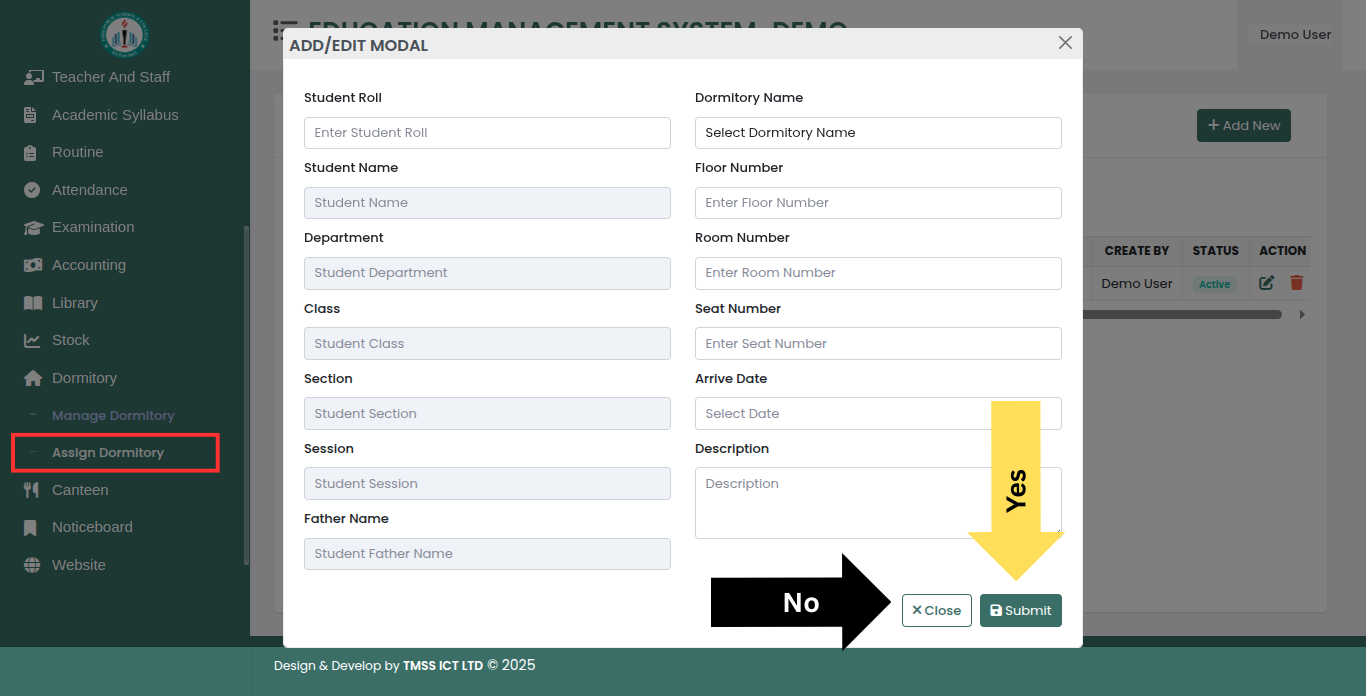 EDUCATION MANAGEMENT SYSTEM- DEMO
Demo User
Teacher And Staff
Academic Syllabus
Routine
Attendance
Examination
Accounting
Library
Stock
Dormitory
Manage Dormitory
Assign Dormitory
Canteen
Noticeboard
Website
ADD/EDIT MODAL
Student Roll
Enter Student Roll
Student Name
Student Name
Department
Student Department
Class
Student Class
Section
Student Section
Session
Student Session
Father Name
Student Father Name
Dormitory Name
Select Dormitory Name
Floor Number
Enter Floor Number
Room Number
Enter Room Number
Seat Number
Enter Seat Number
Arrive Date
Select Date
Description
Description
Yes
No
Close
Submit
Add New
CREATE BY STATUS ACTION
Demo User Active
Design & Develop by TMSS ICT LTD © 2025